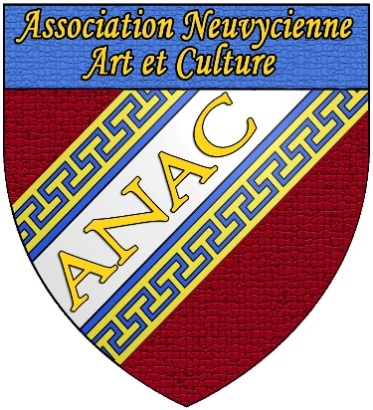 Association Neuvycienne
Art et Culture
ANAC